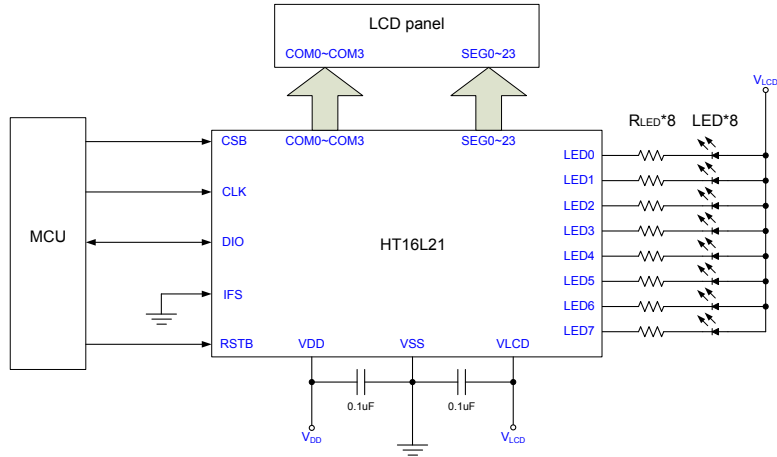 LCD panel
COM0~COM3 SEG0~23
VLCD
RLED*8 LED*8
COM0~COM3 SEG0~23
CSB
LED0
LED1
CLK
LED2
LED3
MCU
DIO
HT16L21
LED4
LED5
IFS
LED6
LED7
RSTB
VDD VSS VLCD
0.1uF 0.1uF
VDD VLCD